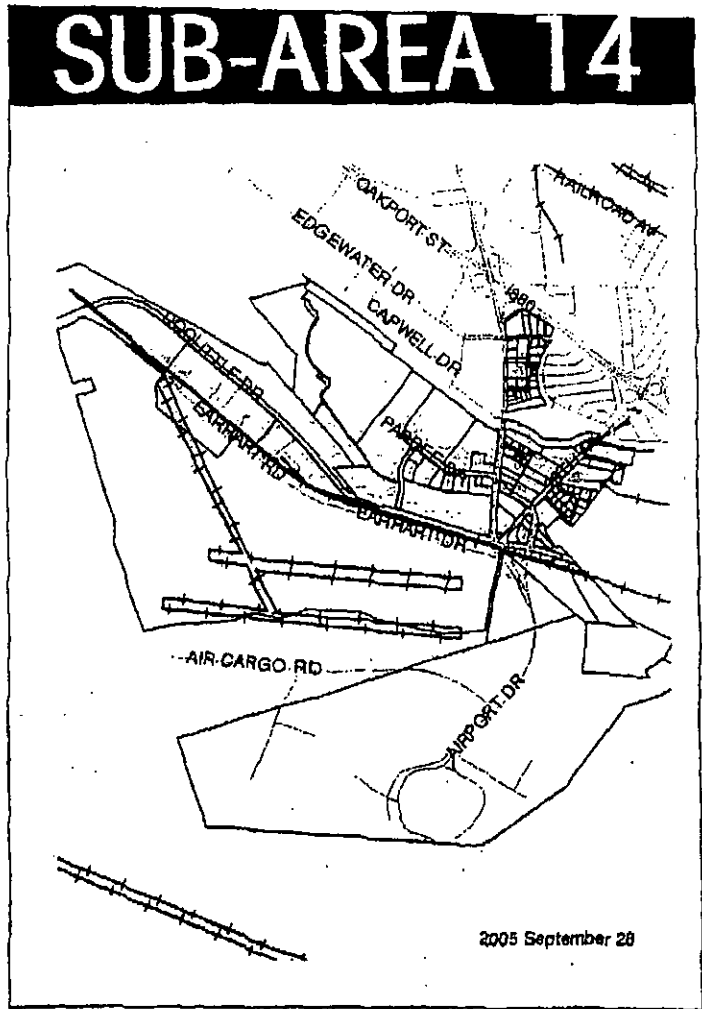 SUB-AREA 14
RAILROAD AV
OAKPORT ST
EDGEWATER DR
I880
CAPWELL DR
DOOLITTLE DR
EARHART RD
EARHART DR
AIR CARGO RD
AIRPORT DR
2005 September 28